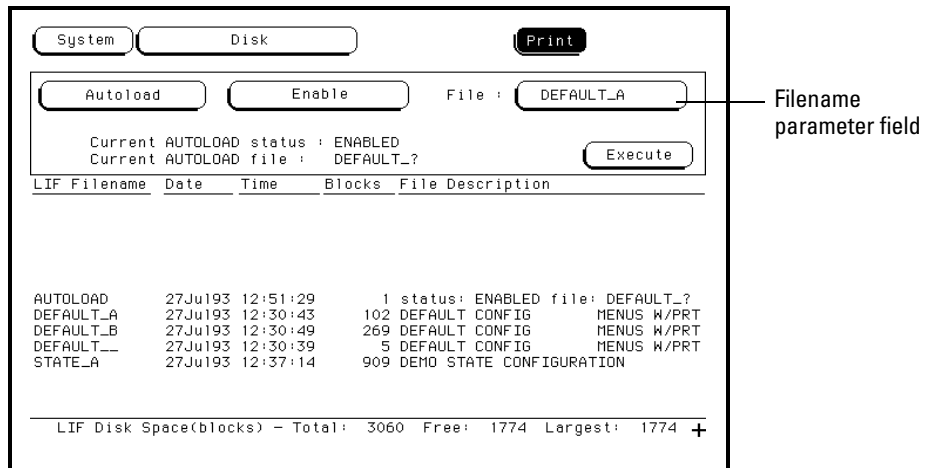 System Disk Print
Autoload Enable File : DEFAULT_A
Filename
parameter field
Current AUTOLOAD status : ENABLED
Current AUTOLOAD file : DEFAULT_?
Execute
LIF Filename Date Time Blocks File Description
AUTOLOAD 27Jul93 12:51:29 1 status: ENABLED file: DEFAULT_?
DEFAULT_A 27Jul93 12:30:43 102 DEFAULT CONFIG MENUS W/PRT
DEFAULT_B 27Jul93 12:30:49 269 DEFAULT CONFIG MENUS W/PRT
DEFAULT__ 27Jul93 12:30:39 5 DEFAULT CONFIG MENUS W/PRT
STATE_A 27Jul93 12:37:14 909 DEMO STATE CONFIGURATION
LIF Disk Space(blocks) – Total: 3060 Free: 1774 Largest: 1774 +